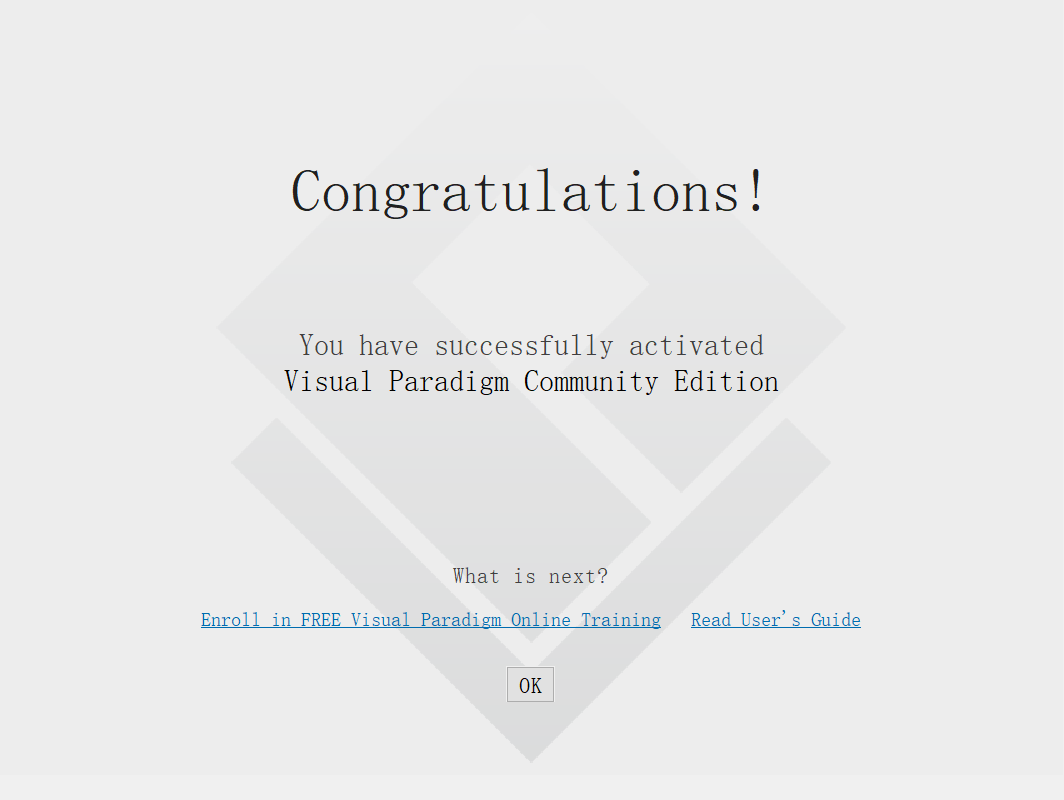 Congratulations!
You have successfully activated
Visual Paradigm Community Edition
What is next?
Enroll in FREE Visual Paradigm Online Training Read User's Guide
OK